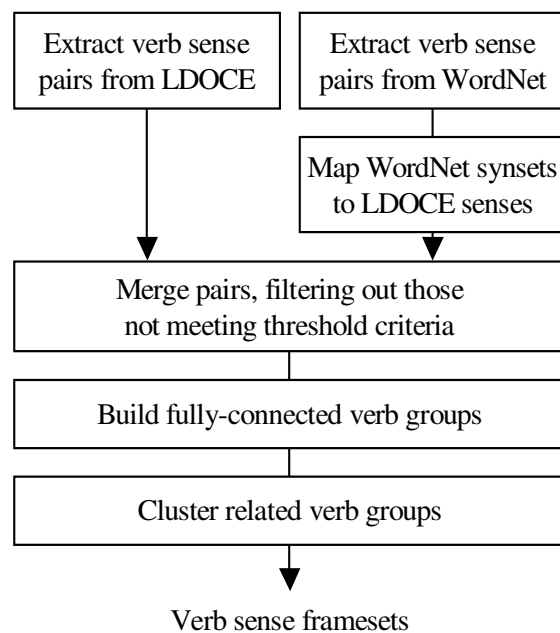 Extract verb sense
pairs from LDOCE
Extract verb sense
pairs from WordNet
Map WordNet synsets
to LDOCE senses
Merge pairs, filtering out those
not meeting threshold criteria
Build fully-connected verb groups
Cluster related verb groups
Verb sense framesets